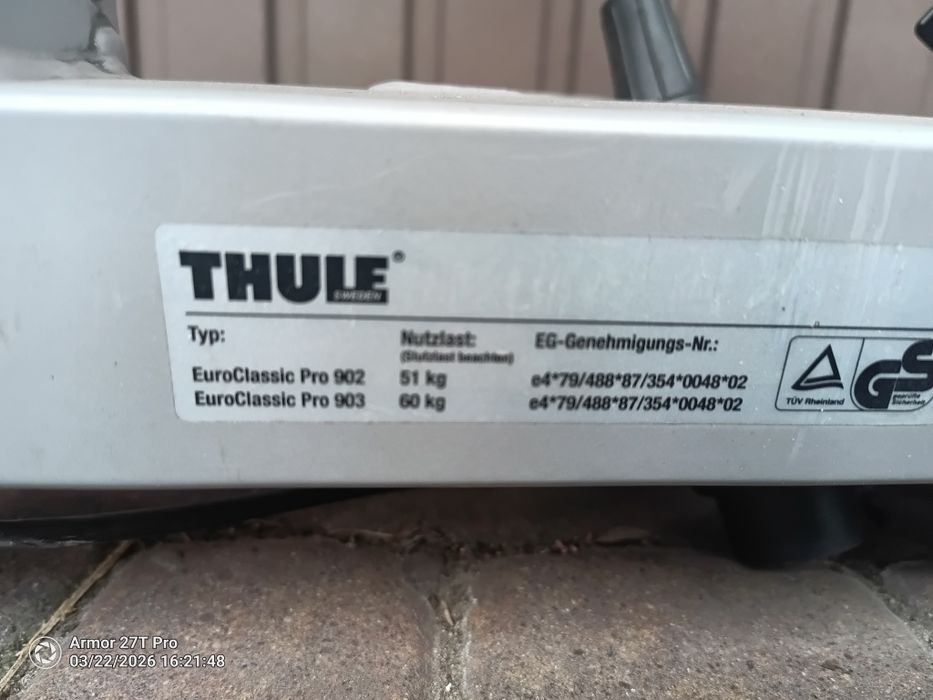 THULE®
SWEDEN
Typ: Nutzlast: EG-Genehmigungs-Nr.:
(Stützlast beachten)
EuroClassic Pro 902 51 kg e4*79/488*87/354*0048*02
EuroClassic Pro 903 60 kg e4*79/488*87/354*0048*02
TÜV Rheinland
GS
geprüfte
Sicherheit
Armor 27T Pro
03/22/2026 16:21:48